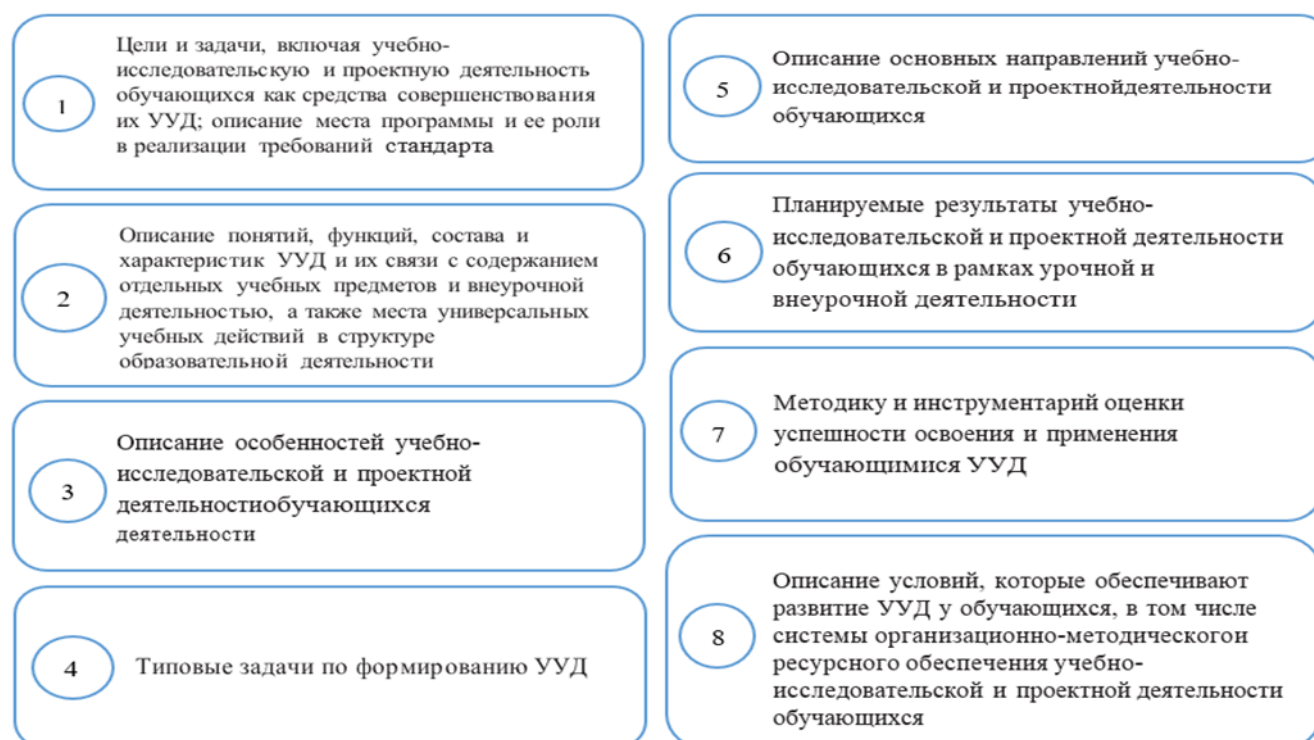 1
Цели и задачи, включая учебно-
исследовательскую и проектную деятельность
обучающихся как средства совершенствования
их УУД; описание места программы и ее роли
в реализации требований стандарта
2
Описание понятий, функций, состава и
характеристик УУД и их связи с содержанием
отдельных учебных предметов и внеурочной
деятельностью, а также места универсальных
учебных действий в структуре
образовательной деятельности
3
Описание особенностей учебно-
исследовательской и проектной
деятельностиобучающихся
деятельности
4
Типовые задачи по формированию УУД
5
Описание основных направлений учебно-
исследовательской и проектнойдеятельности
обучающихся
6
Планируемые результаты учебно-
исследовательской и проектной деятельности
обучающихся в рамках урочной и
внеурочной деятельности
7
Методику и инструментарий оценки
успешности освоения и применения
обучающимися УУД
8
Описание условий, которые обеспечивают
развитие УУД у обучающихся, в том числе
системы организационно-методическогои
ресурсного обеспечения учебно-
исследовательской и проектной деятельности
обучающихся